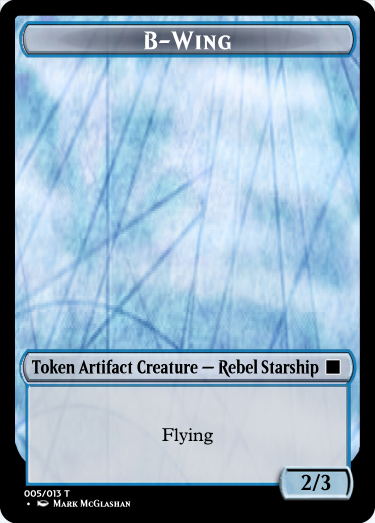 B-Wing
Token Artifact Creature — Rebel Starship
Flying
2/3
005/013 T
• Mark McGlashan